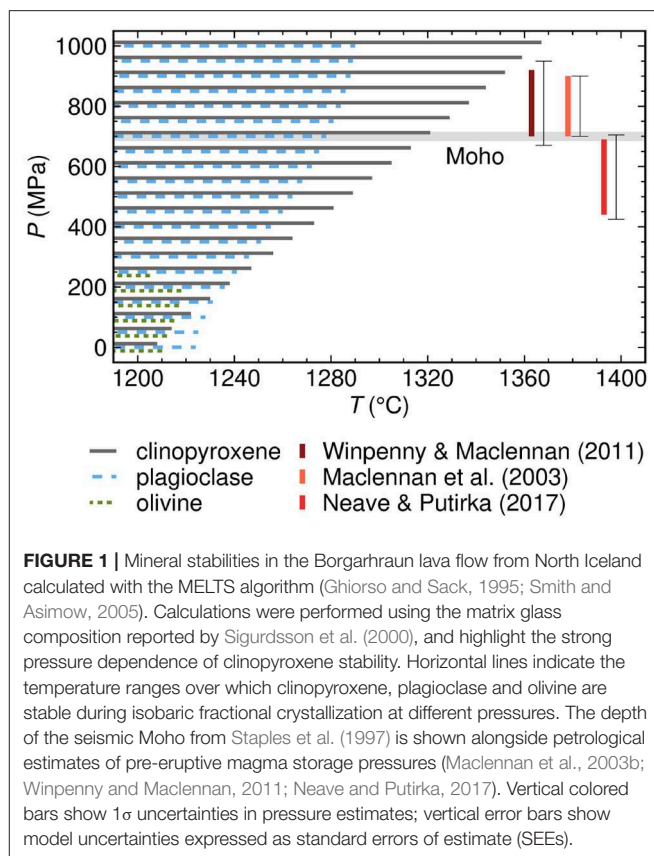 1000
800
600
400
200
0
P (MPa)
Moho
1200 1240 1280 1320 1360 1400
T (°C)
clinopyroxene
plagioclase
olivine
Winpenny & Maclennan (2011)
Maclennan et al. (2003)
Neave & Putirka (2017)
FIGURE 1 | Mineral stabilities in the Borgarhraun lava flow from North Iceland
calculated with the MELTS algorithm (Ghiorso and Sack, 1995; Smith and
Asimow, 2005). Calculations were performed using the matrix glass
composition reported by Sigurdsson et al. (2000), and highlight the strong
pressure dependence of clinopyroxene stability. Horizontal lines indicate the
temperature ranges over which clinopyroxene, plagioclase and olivine are
stable during isobaric fractional crystallization at different pressures. The depth
of the seismic Moho from Staples et al. (1997) is shown alongside petrological
estimates of pre-eruptive magma storage pressures (Maclennan et al., 2003b;
Winpenny and Maclennan, 2011; Neave and Putirka, 2017). Vertical colored
bars show 1σ uncertainties in pressure estimates; vertical error bars show
model uncertainties expressed as standard errors of estimate (SEEs).